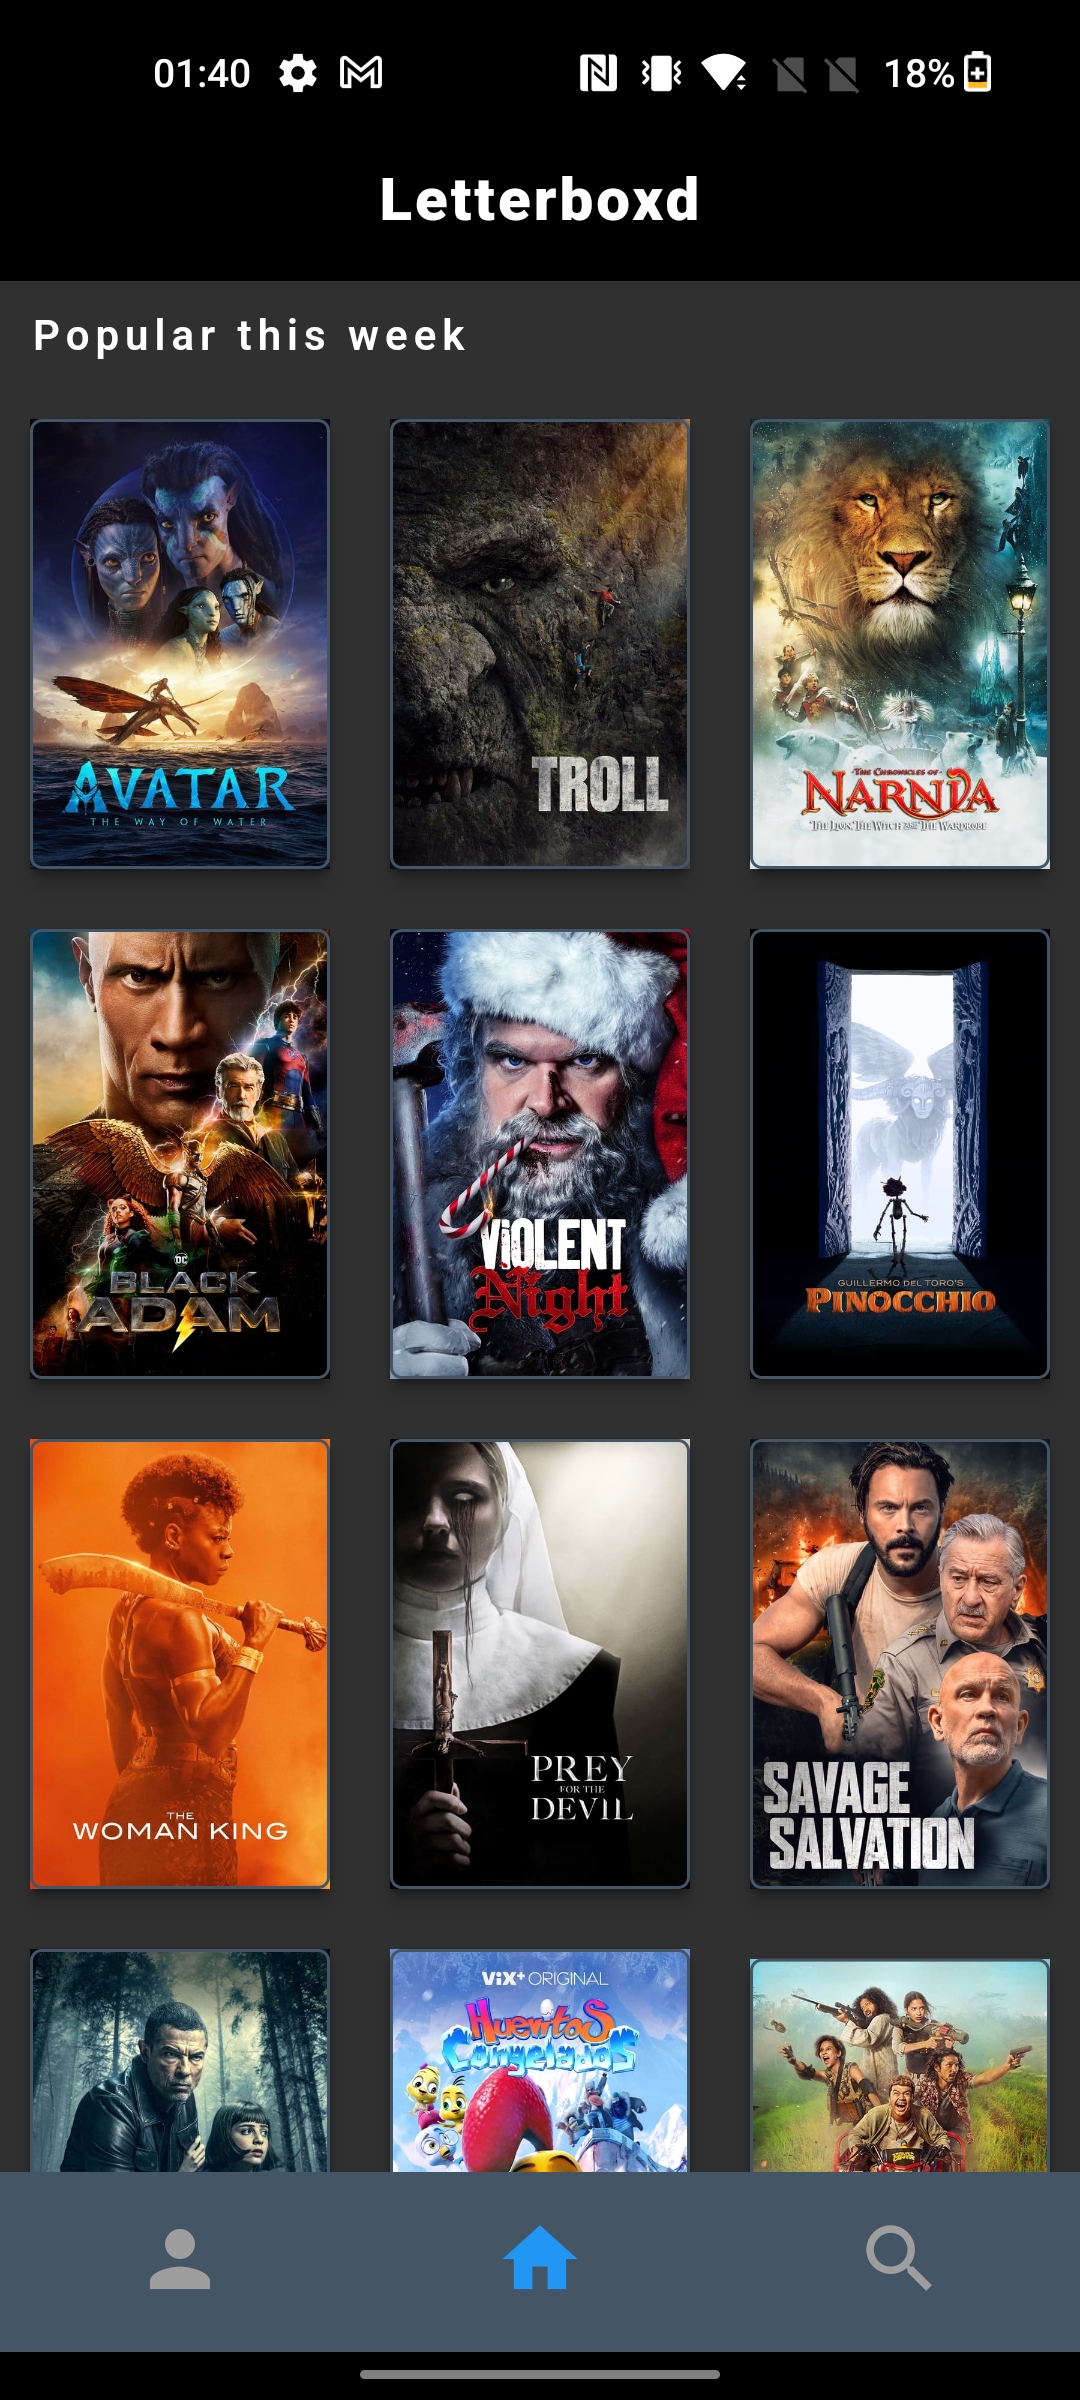 01:40
18%
Letterboxd
Popular this week
AVATAR
THE WAY OF WATER
TROLL
THE CHRONICLES OF
NARNIA
THE LION, THE WITCH AND THE WARDROBE
DC
BLACK
ADAM
VIOLENT
Night
GUILLERMO DEL TORO'S
PINOCCHIO
THE
WOMAN KING
PREY
FOR THE
DEVIL
SAVAGE
SALVATION
ViX+ ORIGINAL
Huevitos
Congelados